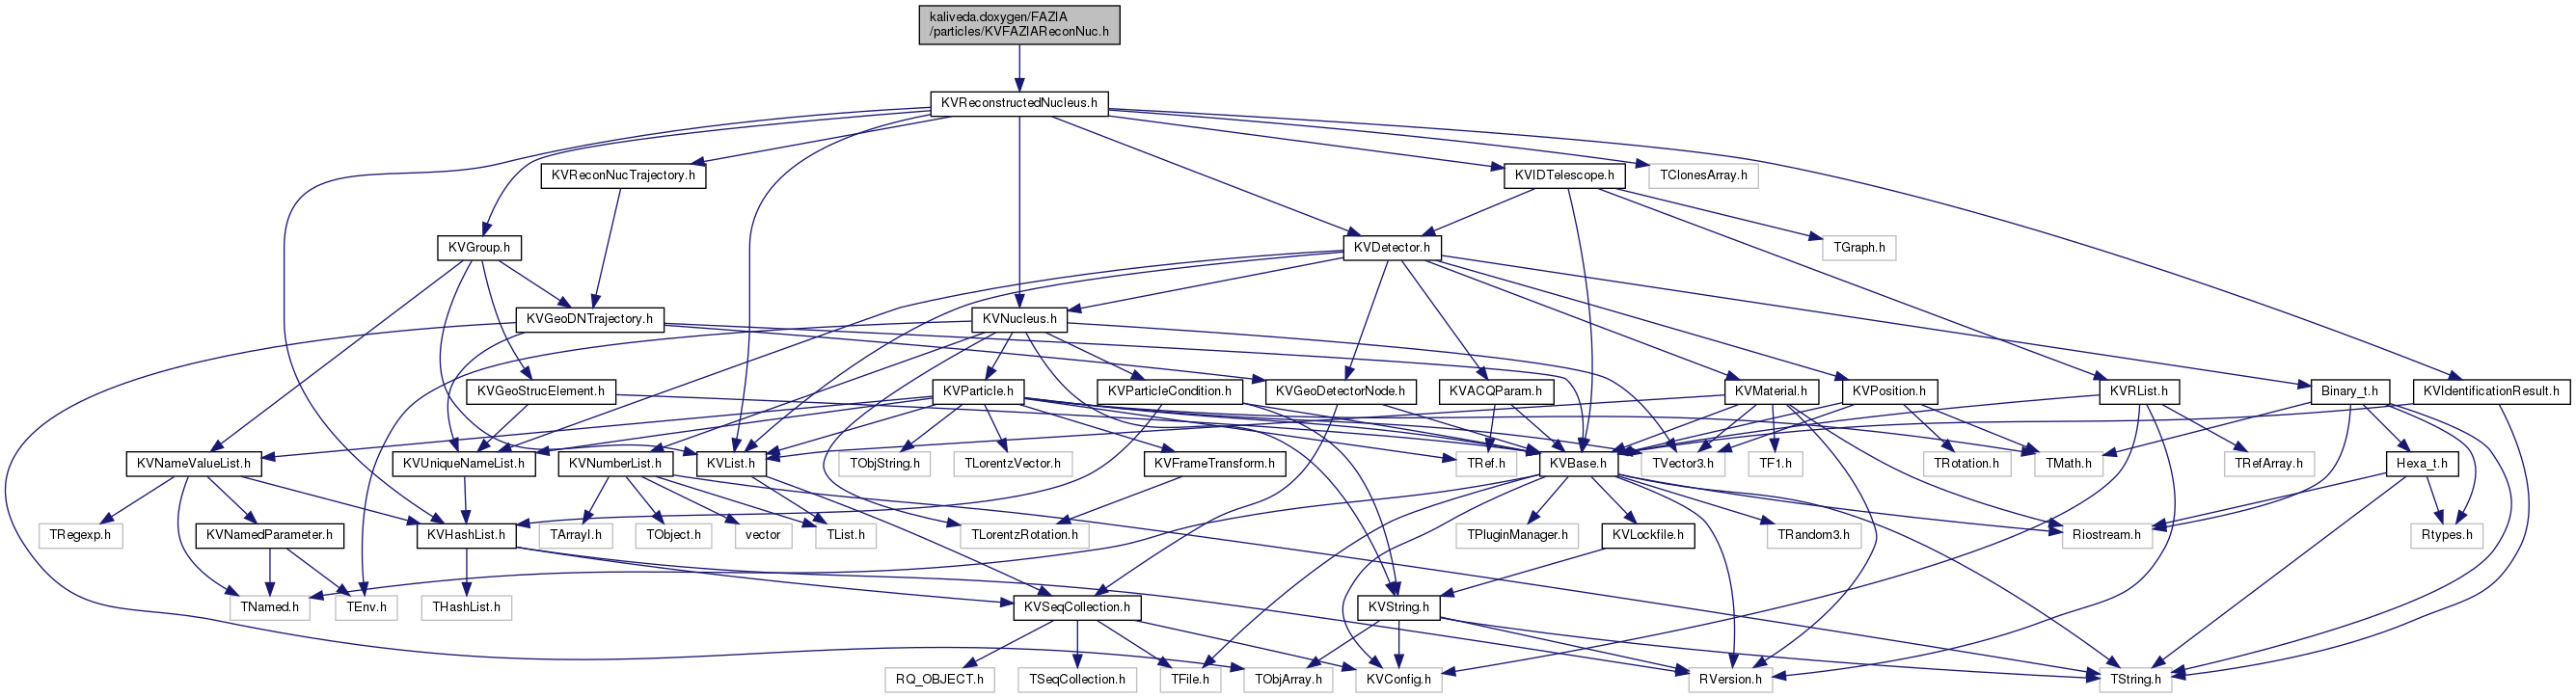 kaliveda.doxygen/FAZIA
/particles/KVFAZIAReconNuc.h
KVReconstructedNucleus.h
KVReconNucTrajectory.h
KVIDTelescope.h
TClonesArray.h
KVGroup.h
KVDetector.h
TGraph.h
KVGeoDNTrajectory.h
KVNucleus.h
KVGeoStrucElement.h
KVParticle.h
KVParticleCondition.h
KVGeoDetectorNode.h
KVACQParam.h
KVMaterial.h
KVPosition.h
KVRList.h
Binary_t.h
KVIdentificationResult.h
KVNameValueList.h
KVUniqueNameList.h
KVNumberList.h
KVList.h
TObjString.h
TLorentzVector.h
KVFrameTransform.h
TRef.h
KVBase.h
TVector3.h
TF1.h
TRotation.h
TMath.h
TRefArray.h
Hexa_t.h
TRegexp.h
KVNamedParameter.h
KVHashList.h
TArrayI.h
TObject.h
vector
TList.h
TLorentzRotation.h
TPluginManager.h
KVLockfile.h
TRandom3.h
Riostream.h
Rtypes.h
TNamed.h
TEnv.h
THashList.h
KVSeqCollection.h
KVString.h
RQ_OBJECT.h
TSeqCollection.h
TFile.h
TObjArray.h
KVConfig.h
RVersion.h
TString.h